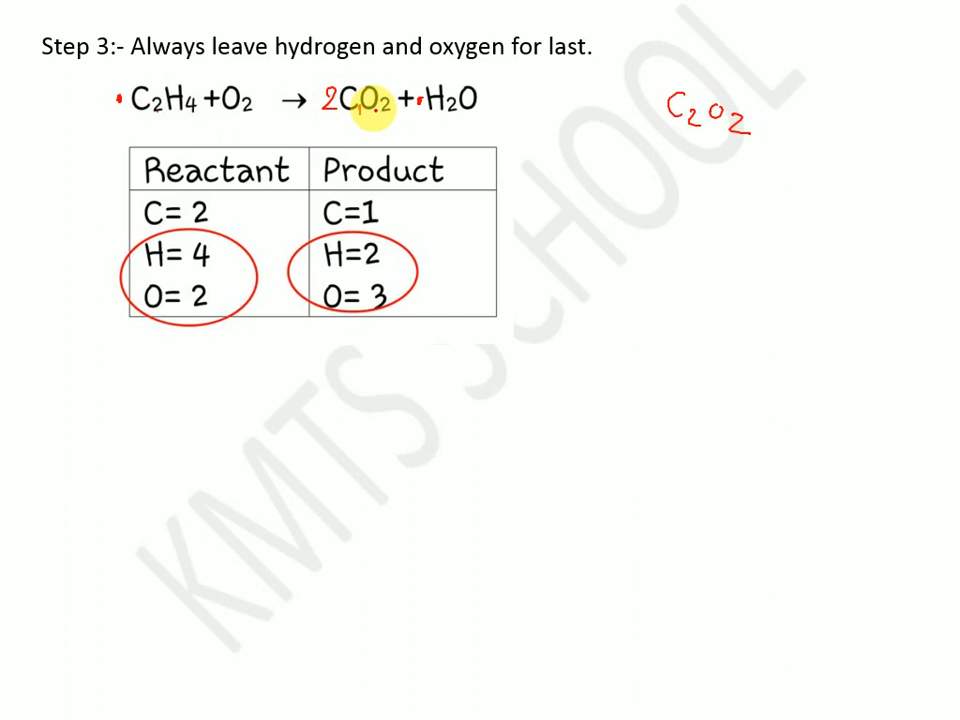 Step 3:- Always leave hydrogen and oxygen for last.
C₂H₄ +O₂ → 2CO₂ + H₂O
C₂O₂
Reactant Product
C= 2 C=1
H= 4 H=2
O= 2 O= 3
KMTS SCHOOL